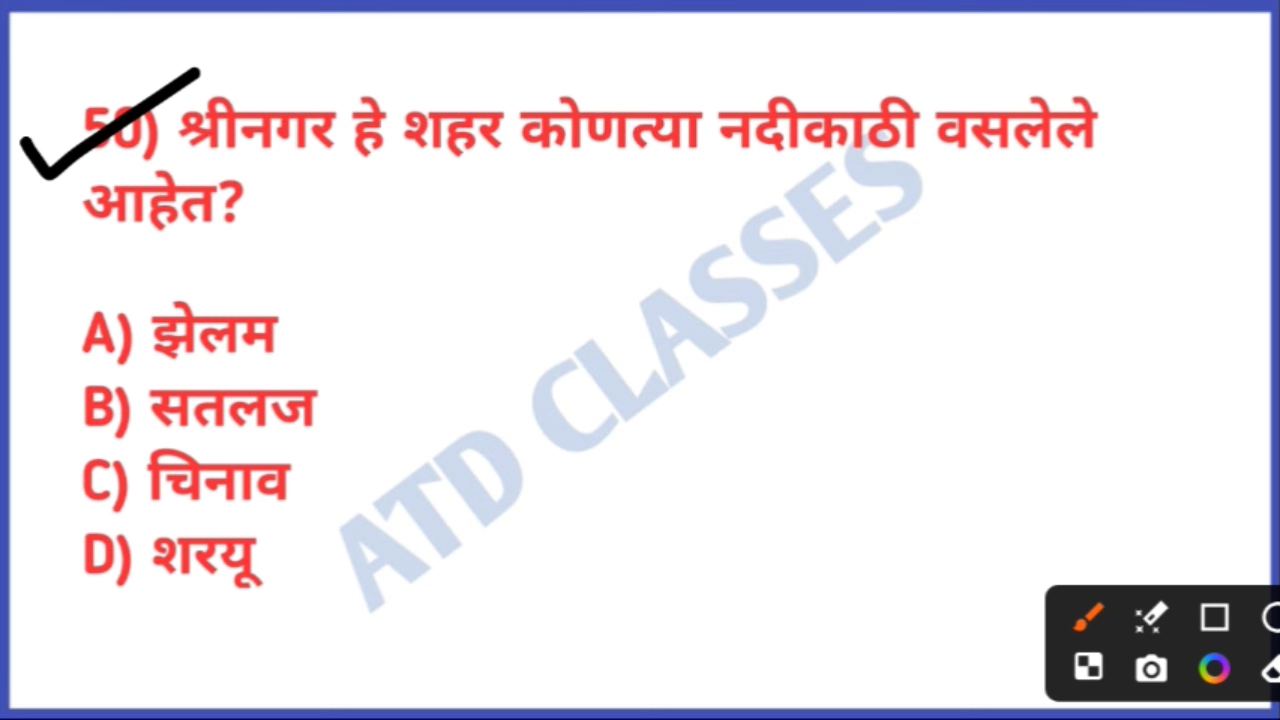 50) श्रीनगर हे शहर कोणत्या नदीकाठी वसलेले
आहेत?
A) झेलम
B) सतलज
C) चिनाव
D) शरयू
ATD CLASSES